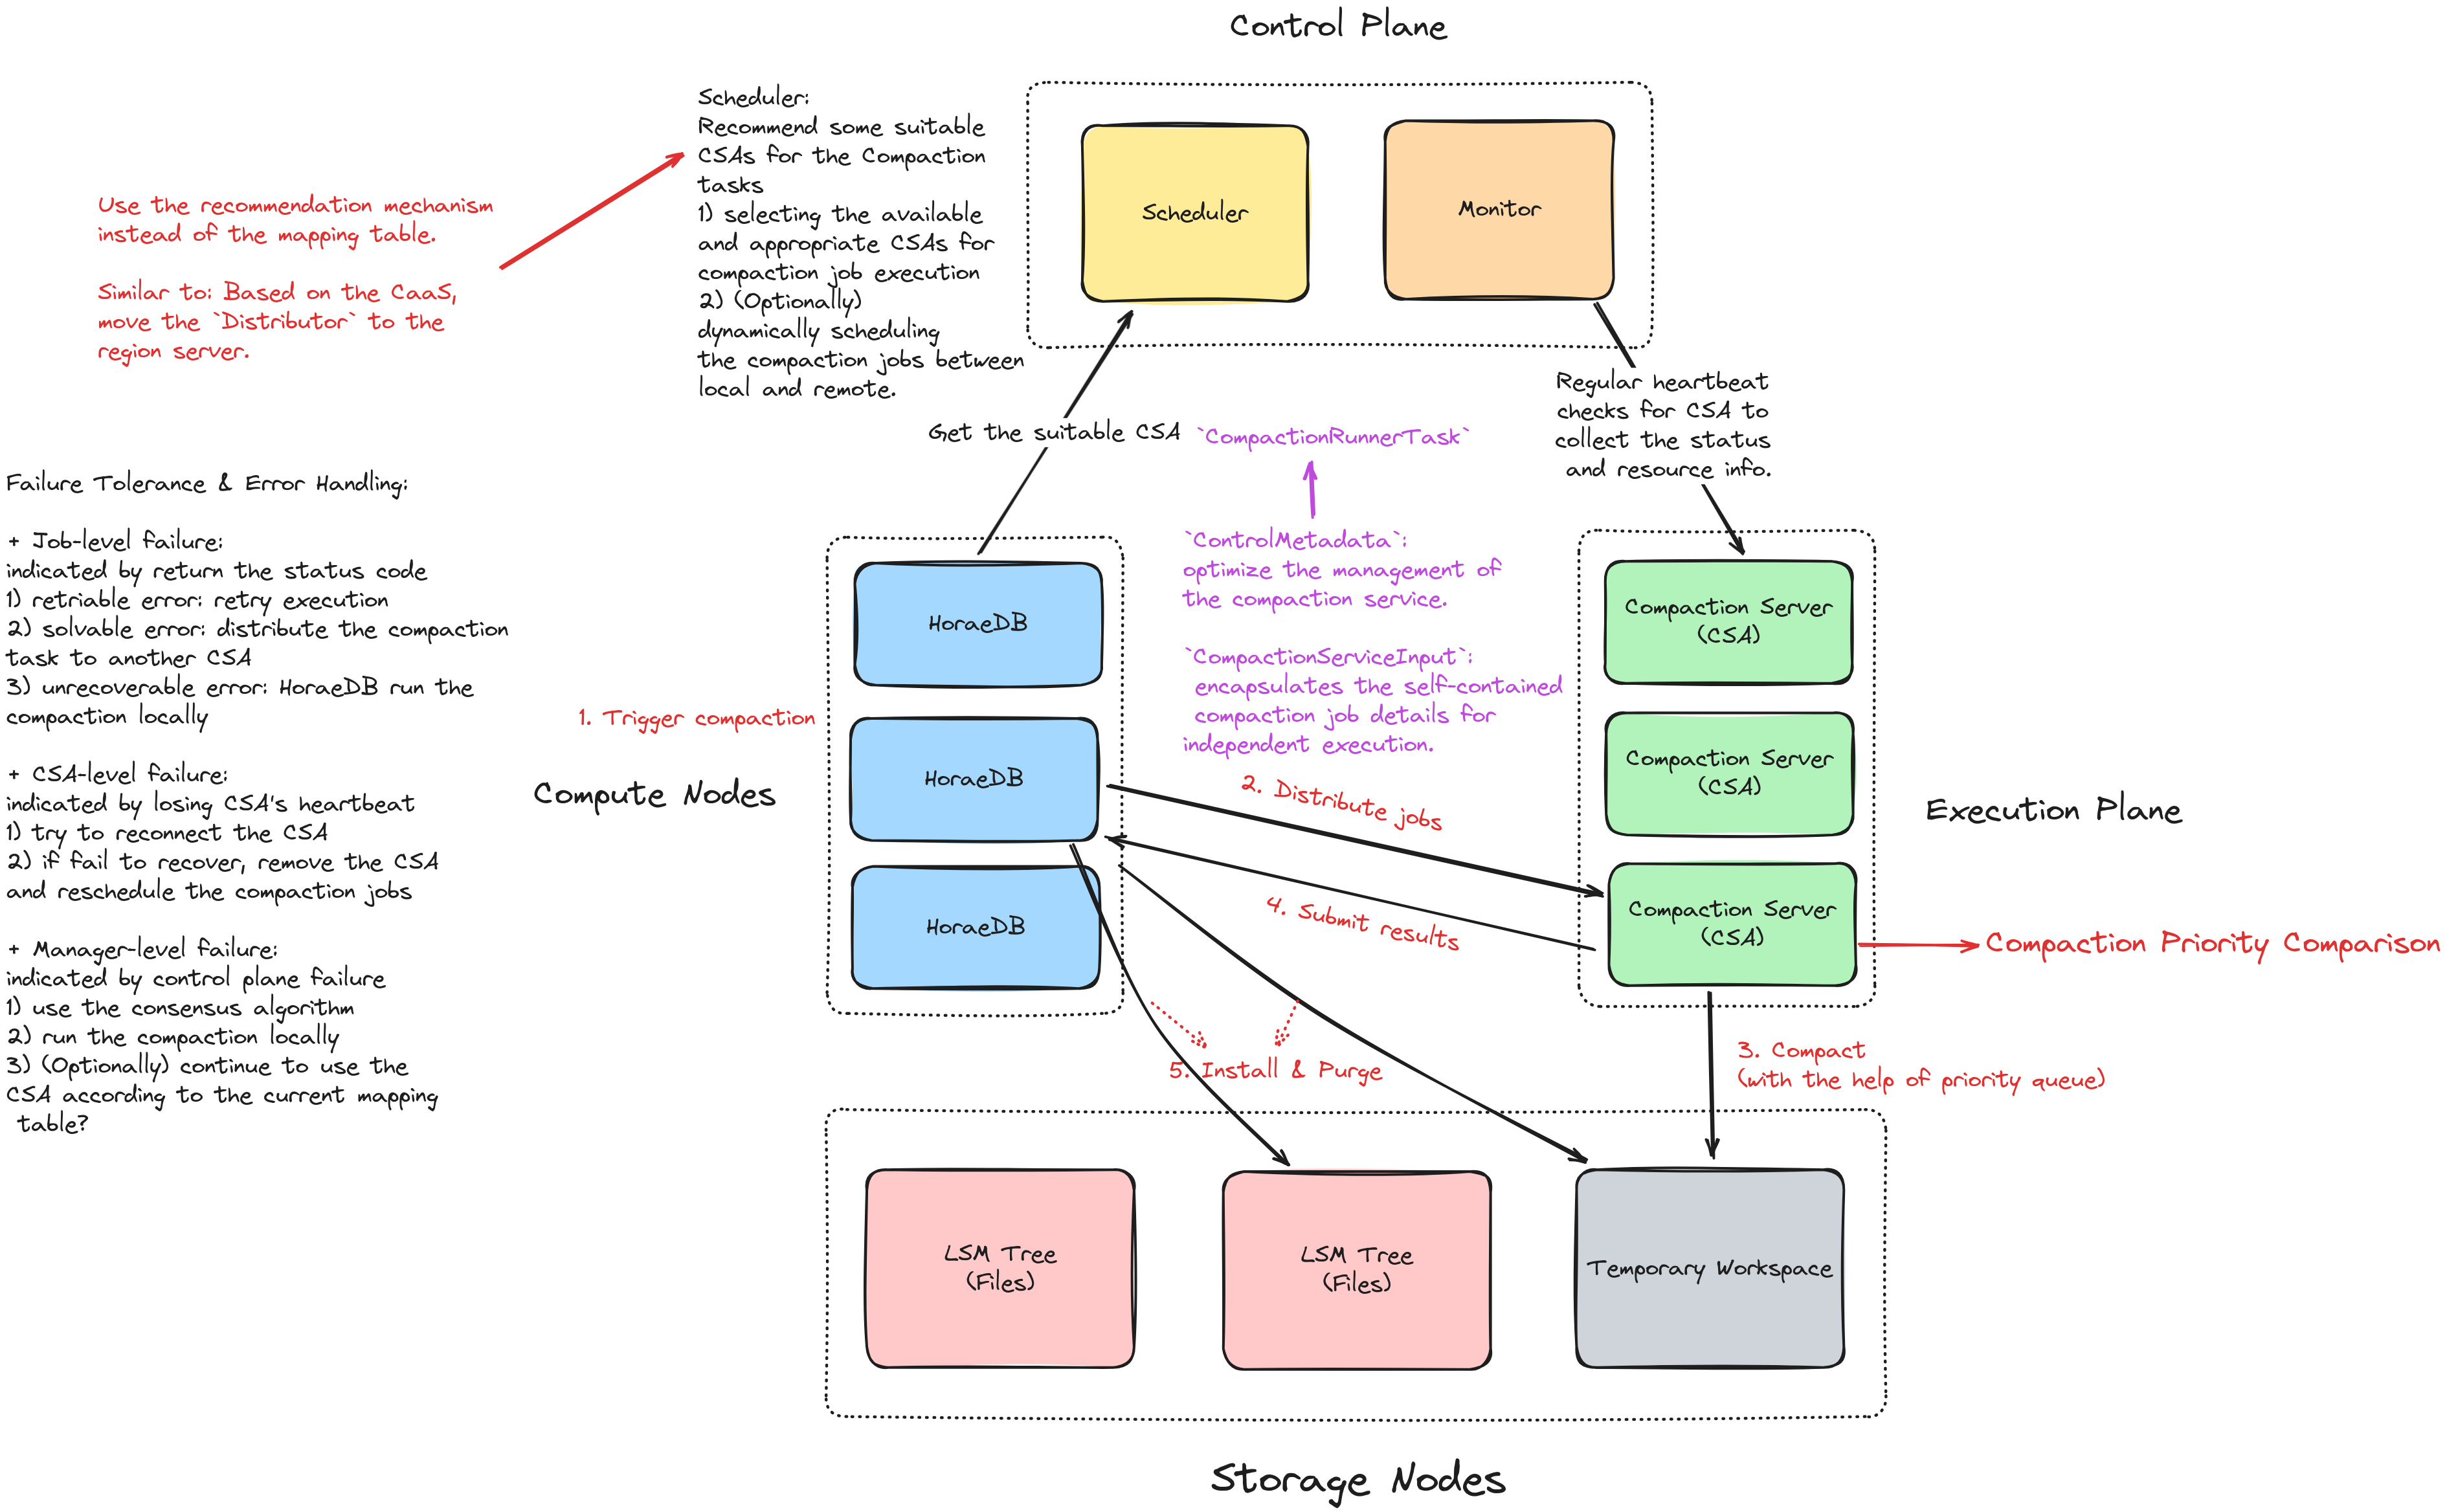 Control Plane
Scheduler:
Recommend some suitable
CSAs for the Compaction
tasks
1) selecting the available
and appropriate CSAs for
compaction job execution
2) (Optionally)
dynamically scheduling
the compaction jobs between
local and remote.
Scheduler
Monitor
Use the recommendation mechanism
instead of the mapping table.
Similar to: Based on the CaaS,
move the `Distributor` to the
region server.
Get the suitable CSA
`CompactionRunnerTask`
Regular heartbeat
checks for CSA to
collect the status
and resource info.
Failure Tolerance & Error Handling:
+ Job-level failure:
indicated by return the status code
1) retriable error: retry execution
2) solvable error: distribute the compaction
task to another CSA
3) unrecoverable error: HoraeDB run the
compaction locally
+ CSA-level failure:
indicated by losing CSA's heartbeat
1) try to reconnect the CSA
2) if fail to recover, remove the CSA
and reschedule the compaction jobs
+ Manager-level failure:
indicated by control plane failure
1) use the consensus algorithm
2) run the compaction locally
3) (Optionally) continue to use the
CSA according to the current mapping
table?
`ControlMetadata`:
optimize the management of
the compaction service.
`CompactionServiceInput`:
encapsulates the self-contained
compaction job details for
independent execution.
1. Trigger compaction
Compute Nodes
HoraeDB
HoraeDB
HoraeDB
Compaction Server
(CSA)
Compaction Server
(CSA)
Compaction Server
(CSA)
Execution Plane
2. Distribute jobs
4. Submit results
Compaction Priority Comparison
3. Compact
(with the help of priority queue)
5. Install & Purge
LSM Tree
(Files)
LSM Tree
(Files)
Temporary Workspace
Storage Nodes